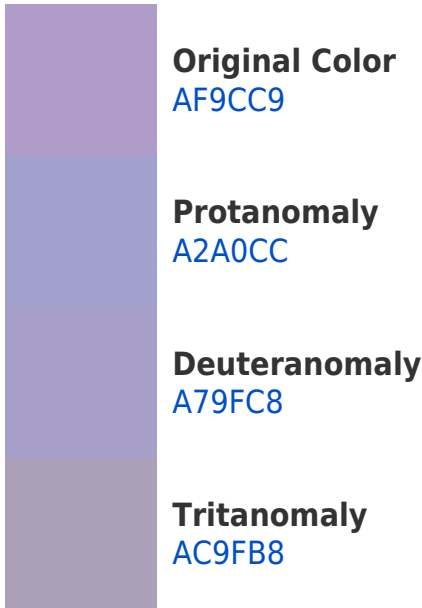 Original Color
AF9CC9
Protanomaly
A2A0CC
Deuteranomaly
A79FC8
Tritanomaly
AC9FB8